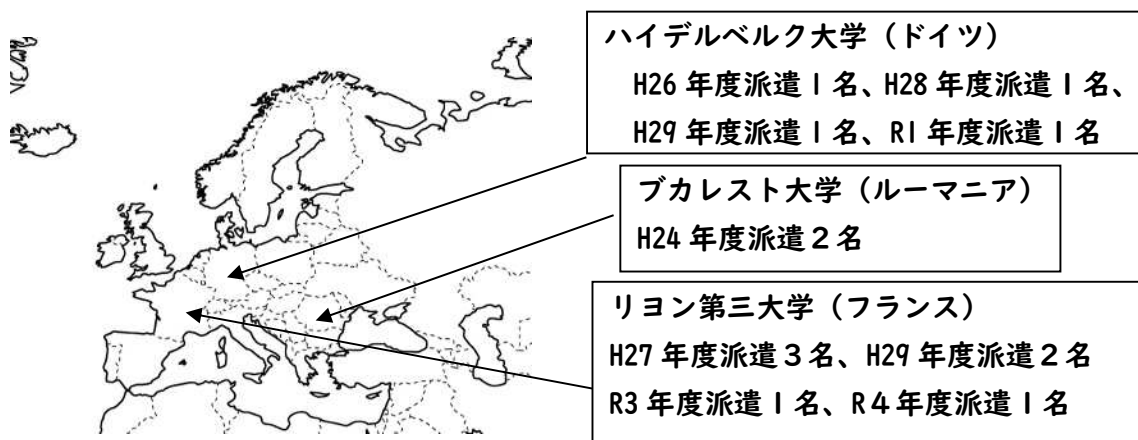 ハイデルベルク大学（ドイツ）
H26 年度派遣１名、H28 年度派遣１名、
H29 年度派遣１名、R1 年度派遣１名
ブカレスト大学（ルーマニア）
H24 年度派遣２名
リヨン第三大学（フランス）
H27 年度派遣３名、H29 年度派遣２名
R3 年度派遣１名、R４年度派遣１名